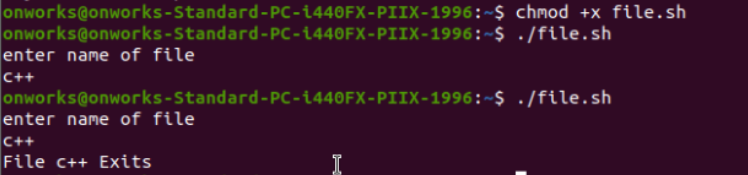 onworks@onworks-Standard-PC-i440FX-PIIX-1996:~$ chmod +x file.sh
onworks@onworks-Standard-PC-i440FX-PIIX-1996:~$ ./file.sh
enter name of file
c++
onworks@onworks-Standard-PC-i440FX-PIIX-1996:~$ ./file.sh
enter name of file
c++
File c++ Exits